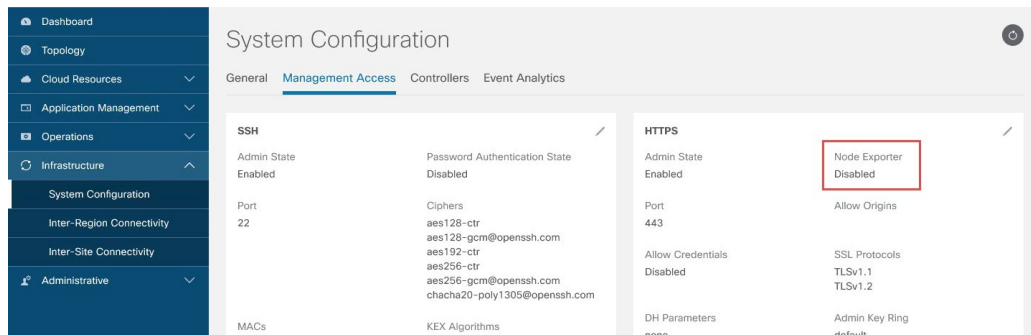 Dashboard
Topology
Cloud Resources
Application Management
Operations
Infrastructure
System Configuration
Inter-Region Connectivity
Inter-Site Connectivity
Administrative
System Configuration
General Management Access Controllers Event Analytics
SSH
Admin State Password Authentication State
Enabled Disabled
Port Ciphers
22 aes128-ctr
aes128-gcm@openssh.com
aes192-ctr
aes256-ctr
aes256-gcm@openssh.com
chacha20-poly1305@openssh.com
MACs KEX Algorithms
HTTPS
Admin State Node Exporter
Enabled Disabled
Port Allow Origins
443
Allow Credentials SSL Protocols
Disabled TLSv1.1
TLSv1.2
DH Parameters Admin Key Ring
none default